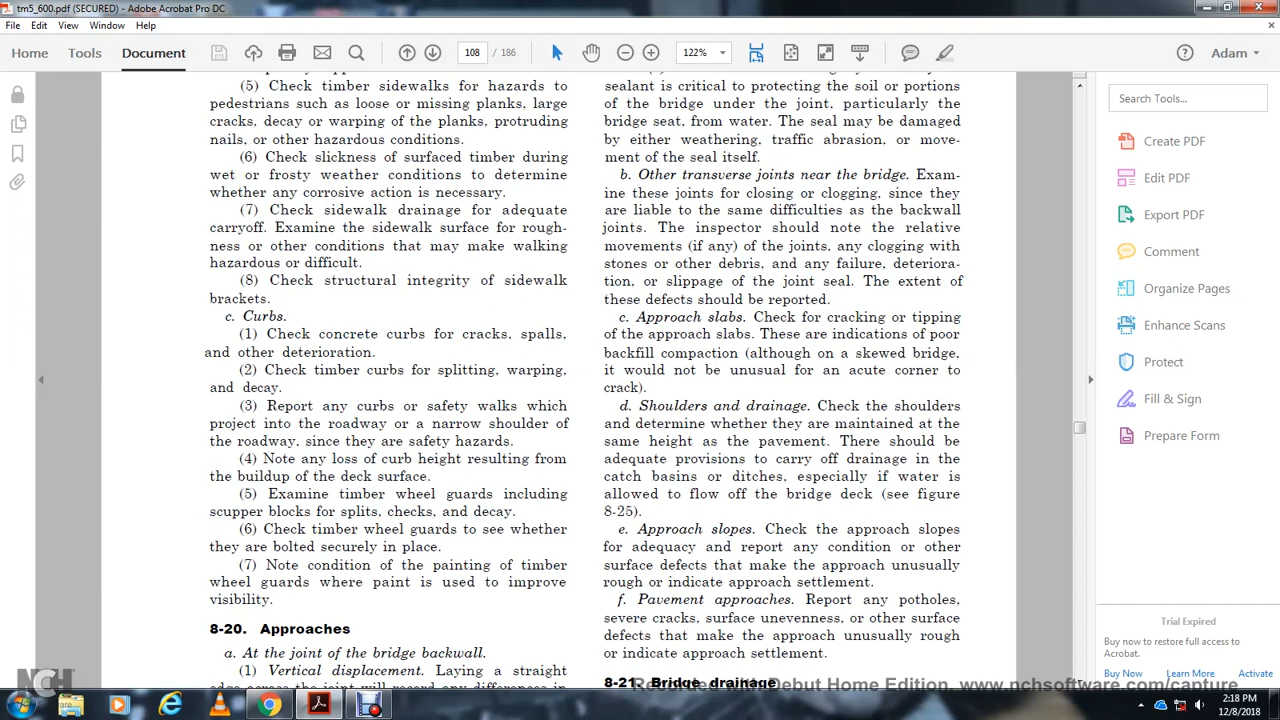 tm5_600.pdf (SECURED) - Adobe Acrobat Pro DC
File Edit View Window Help
Home Tools Document
108 / 186
122%
Adam
(5) Check timber sidewalks for hazards to
pedestrians such as loose or missing planks, large
cracks, decay or warping of the planks, protruding
nails, or other hazardous conditions.
(6) Check slickness of surfaced timber during
wet or frosty weather conditions to determine
whether any corrosive action is necessary.
(7) Check sidewalk drainage for adequate
carryoff. Examine the sidewalk surface for rough-
ness or other conditions that may make walking
hazardous or difficult.
(8) Check structural integrity of sidewalk
brackets.
c. Curbs.
(1) Check concrete curbs for cracks, spalls,
and other deterioration.
(2) Check timber curbs for splitting, warping,
and decay.
(3) Report any curbs or safety walks which
project into the roadway or a narrow shoulder of
the roadway, since they are safety hazards.
(4) Note any loss of curb height resulting from
the buildup of the deck surface.
(5) Examine timber wheel guards including
scupper blocks for splits, checks, and decay.
(6) Check timber wheel guards to see whether
they are bolted securely in place.
(7) Note condition of the painting of timber
wheel guards where paint is used to improve
visibility.
8-20. Approaches
a. At the joint of the bridge backwall.
(1) Vertical displacement. Laying a straight
edge across the joint will record any difference in
sealant is critical to protecting the soil or portions
of the bridge under the joint, particularly the
bridge seat, from water. The seal may be damaged
by either weathering, traffic abrasion, or move-
ment of the seal itself.
b. Other transverse joints near the bridge. Exam-
ine these joints for closing or clogging, since they
are liable to the same difficulties as the backwall
joints. The inspector should note the relative
movements (if any) of the joints, any clogging with
stones or other debris, and any failure, deteriora-
tion, or slippage of the joint seal. The extent of
these defects should be reported.
c. Approach slabs. Check for cracking or tipping
of the approach slabs. These are indications of poor
backfill compaction (although on a skewed bridge,
it would not be unusual for an acute corner to
crack).
d. Shoulders and drainage. Check the shoulders
and determine whether they are maintained at the
same height as the pavement. There should be
adequate provisions to carry off drainage in the
catch basins or ditches, especially if water is
allowed to flow off the bridge deck (see figure
8-25).
e. Approach slopes. Check the approach slopes
for adequacy and report any condition or other
surface defects that make the approach unusually
rough or indicate approach settlement.
f. Pavement approaches. Report any potholes,
severe cracks, surface unevenness, or other surface
defects that make the approach unusually rough
or indicate approach settlement.
8-21. Bridge drainage
Search Tools...
Create PDF
Edit PDF
Export PDF
Comment
Organize Pages
Enhance Scans
Protect
Fill & Sign
Prepare Form
Trial Expired
Buy now to restore full access to
Acrobat.
Buy Now Learn More Activate
NCH
Recorded with Debut Home Edition. www.nchsoftware.com/capture
2:18 PM
12/8/2018